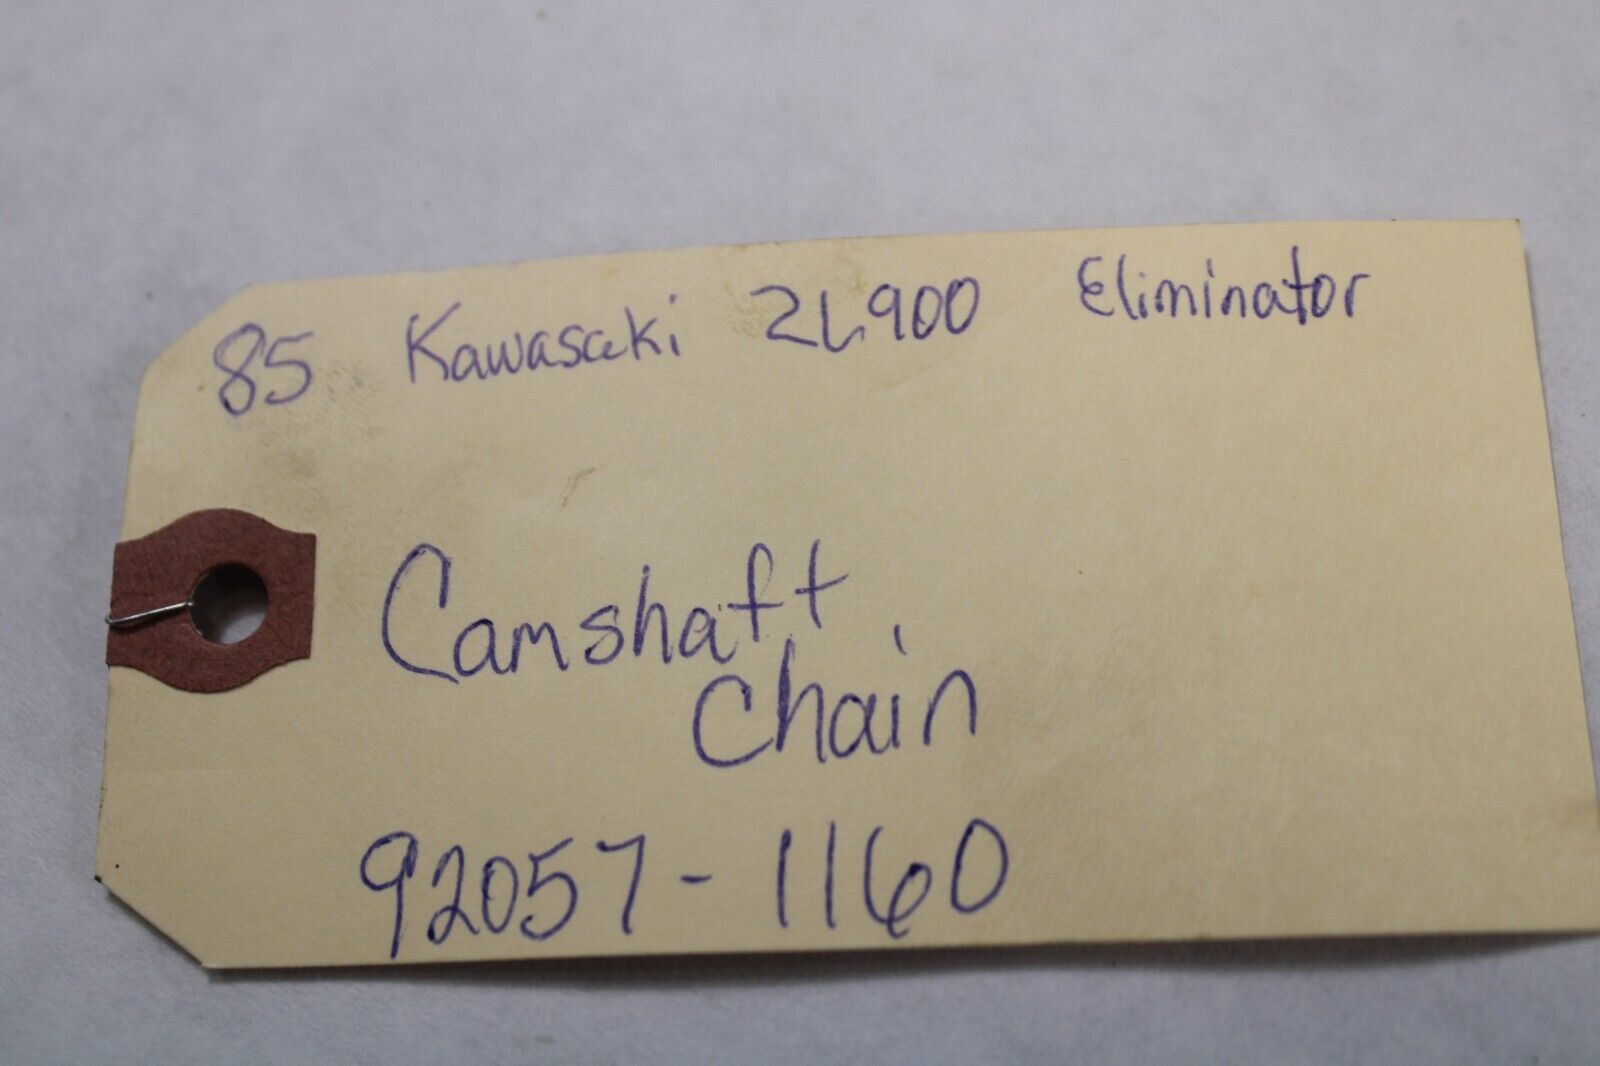 85 Kawasaki ZL900 Eliminator
Camshaft
Chain
92057-1160